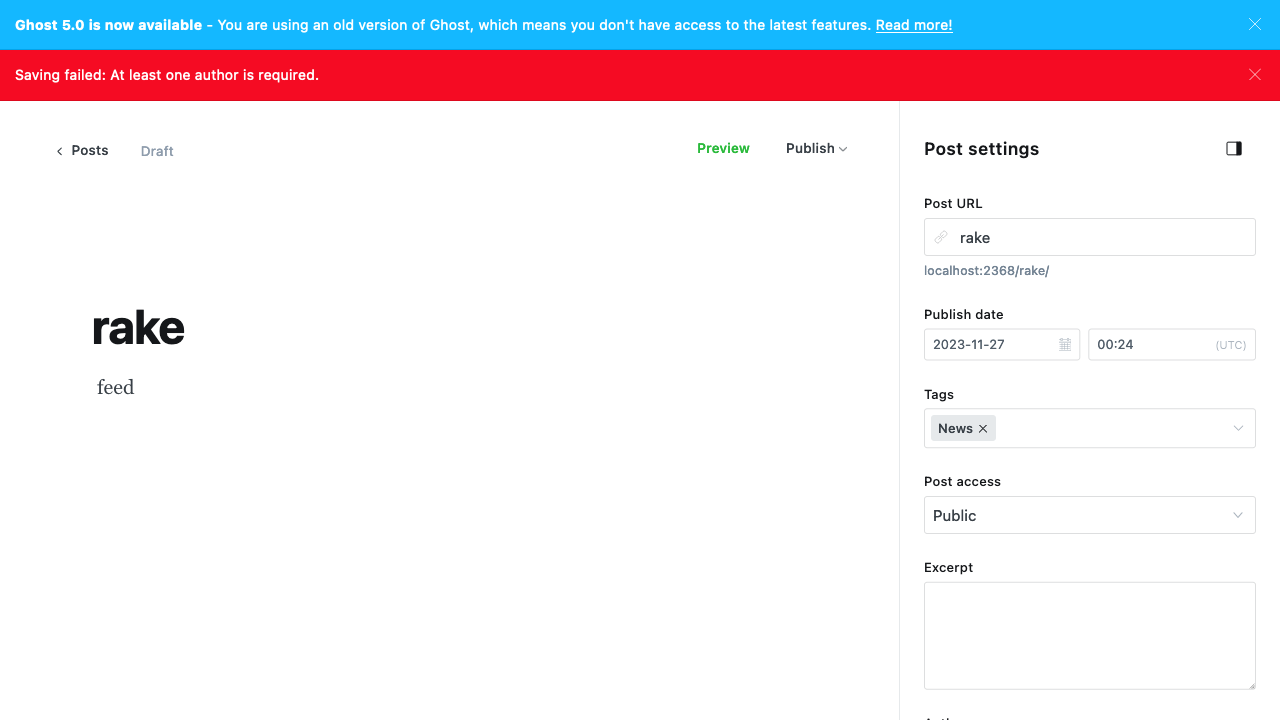 Ghost 5.0 is now available – You are using an old version of Ghost, which means you don't have access to the latest features. Read more!
Saving failed: At least one author is required.
Posts
Draft
Preview
Publish
Post settings
Post URL
rake
localhost:2368/rake/
Publish date
2023-11-27
00:24
(UTC)
Tags
News
Post access
Public
Excerpt
rake
feed